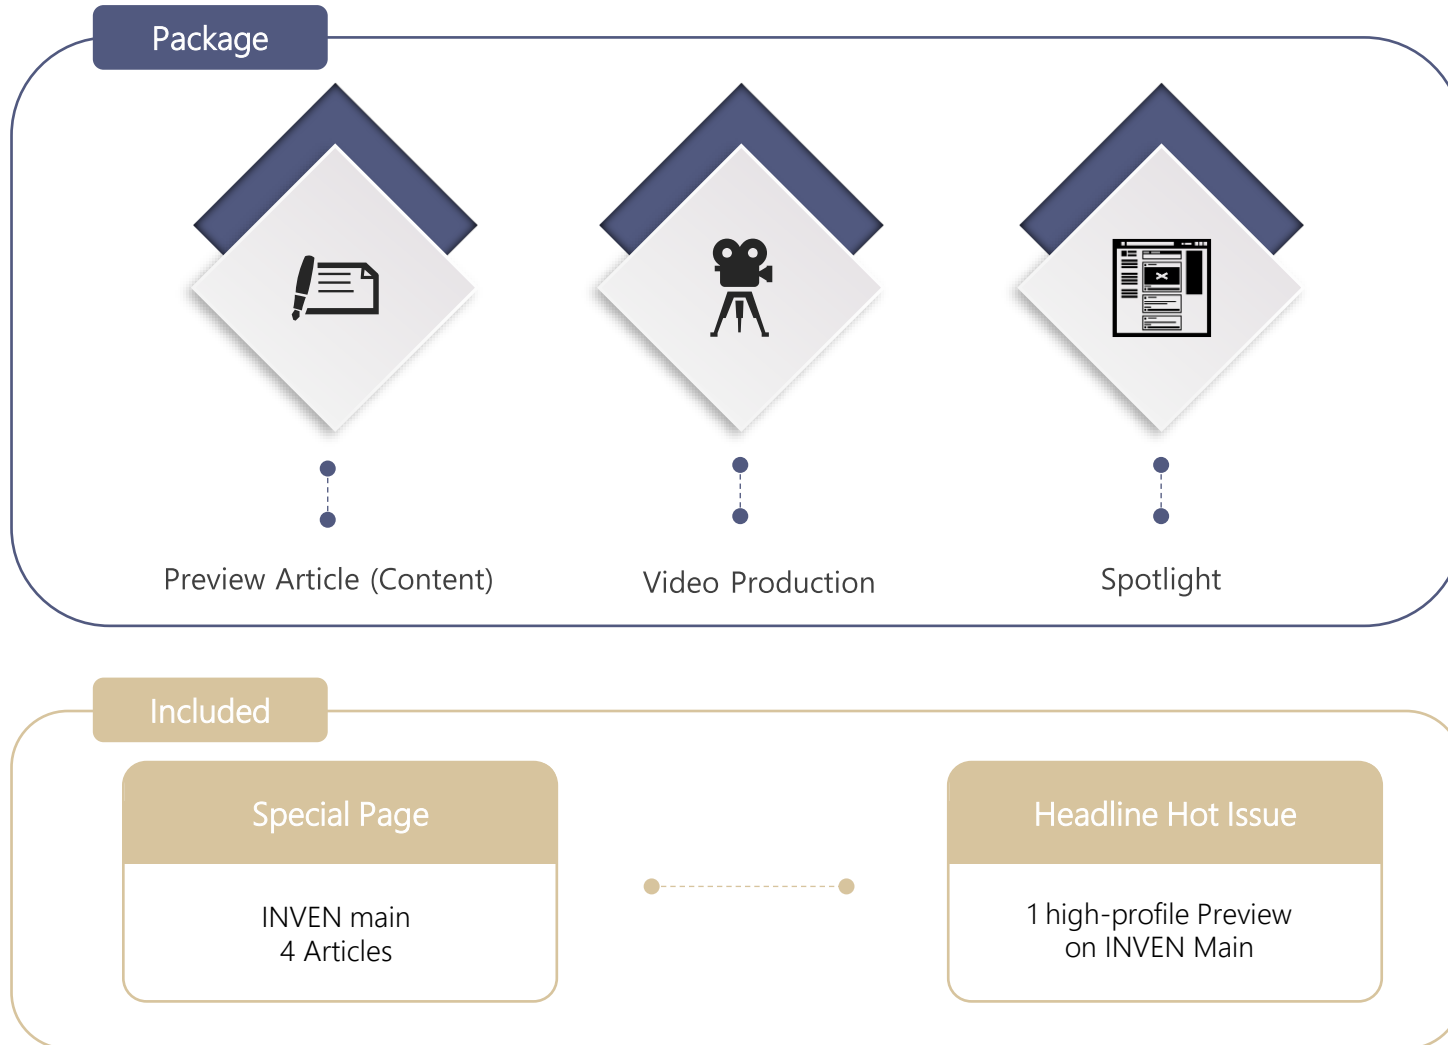 Package
Preview Article (Content)
Video Production
Spotlight
Included
Special Page
INVEN main
4 Articles
Headline Hot Issue
1 high-profile Preview
on INVEN Main